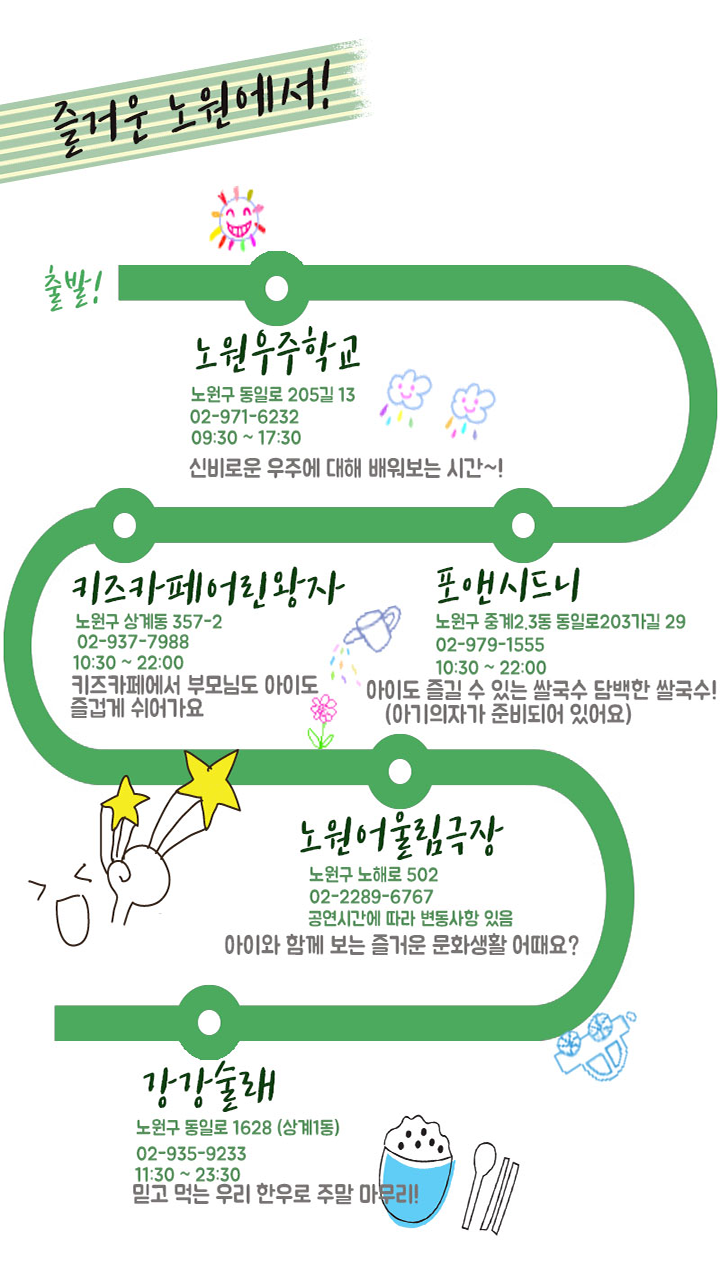 즐거운 노원에서!
출발!
노원우주학교
노원구 동일로 205길 13
02-971-6232
09:30 ~ 17:30
신비로운 우주에 대해 배워보는 시간~!
포앤시드니
노원구 중계2,3동 동일로203가길 29
02-979-1555
10:30 ~ 22:00
아이도 즐길 수 있는 쌀국수 담백한 쌀국수!
(아기의자가 준비되어 있어요)
키즈카페어린왕자
노원구 상계동 357-2
02-937-7988
10:30 ~ 22:00
키즈카페에서 부모님도 아이도
즐겁게 쉬어가요
노원어울림극장
노원구 노해로 502
02-2289-6767
공연시간에 따라 변동사항 있음
아이와 함께 보는 즐거운 문화생활 어때요?
강강술래
노원구 동일로 1628 (상계1동)
02-935-9233
11:30 ~ 23:30
믿고 먹는 우리 한우로 주말 마무리!